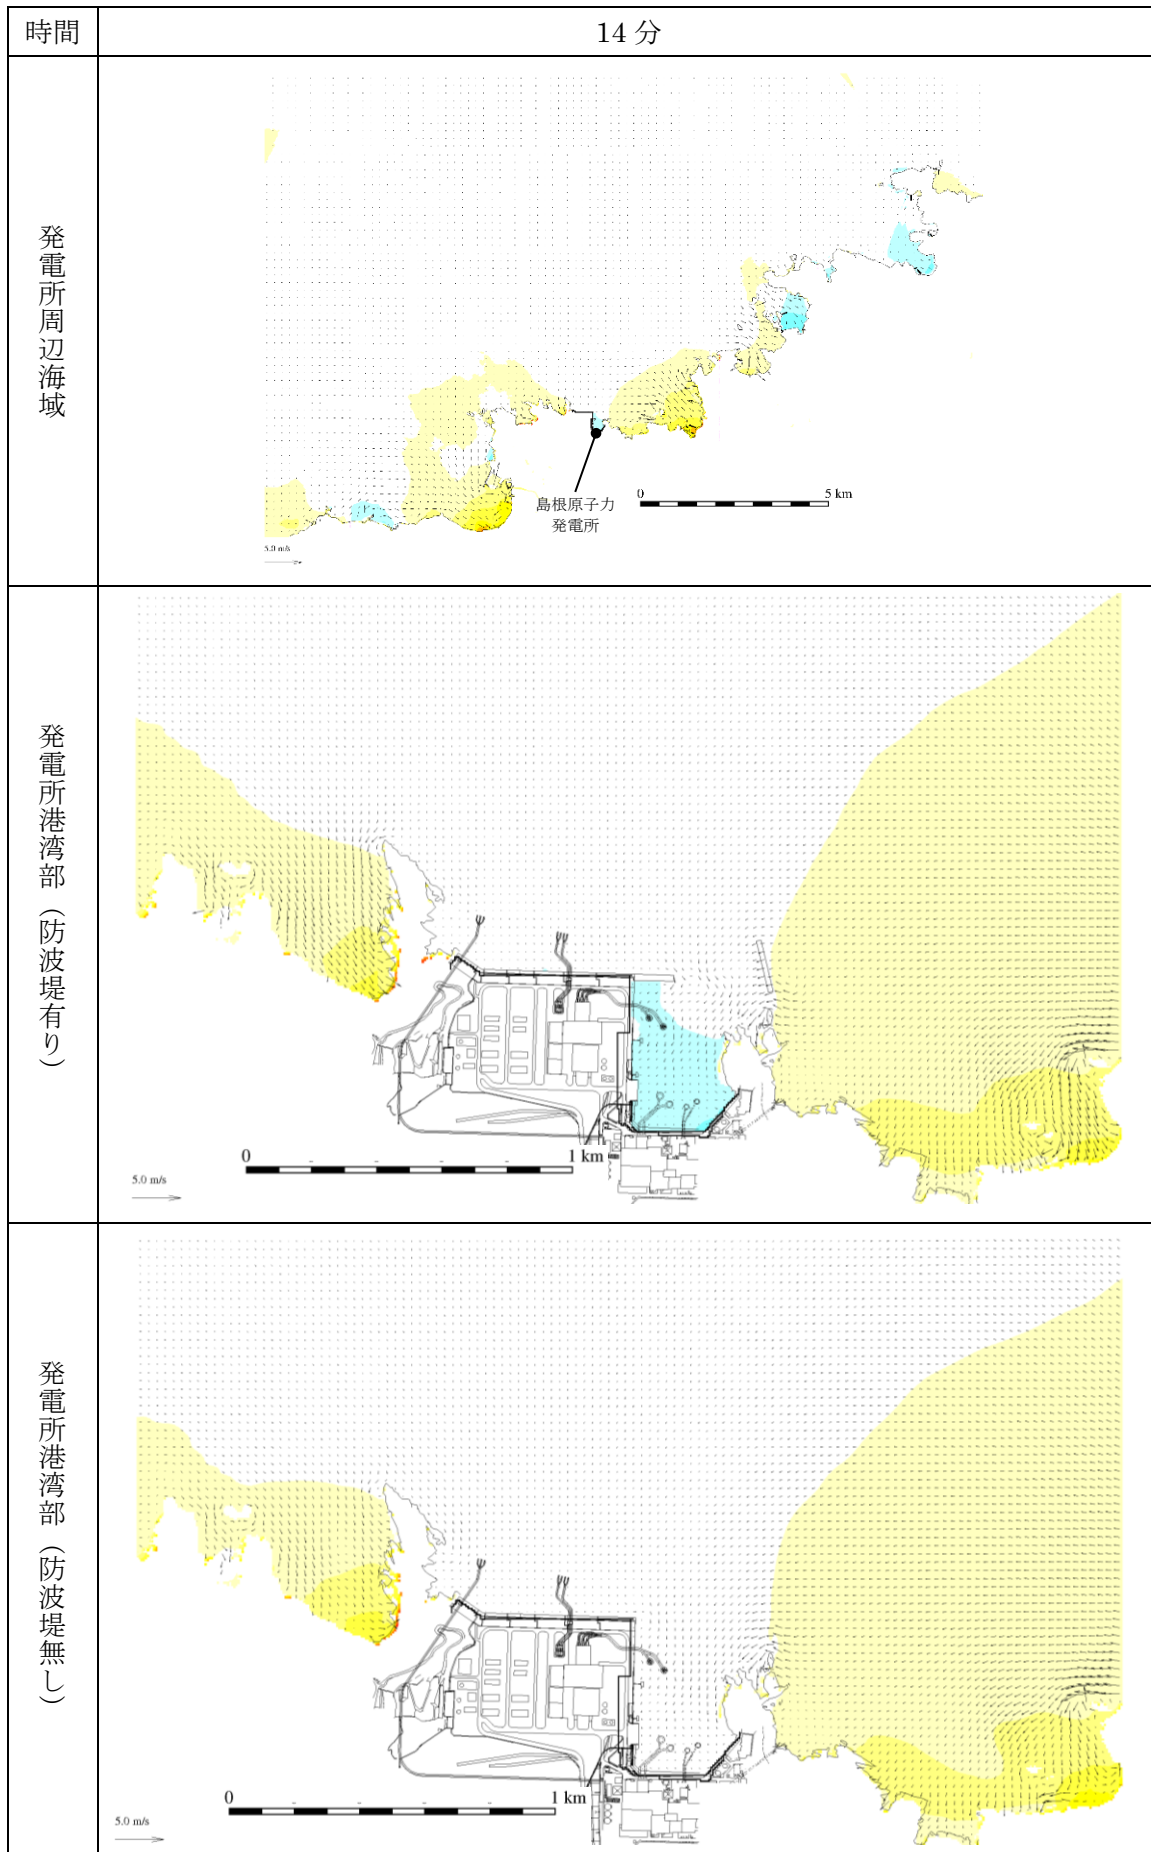 時間
14 分
発電所周辺海域
島根原子力
発電所
0
5 km
5.0 m/s
発電所港湾部（防波堤有り）
0
1 km
5.0 m/s
発電所港湾部（防波堤無し）
0
1 km
5.0 m/s